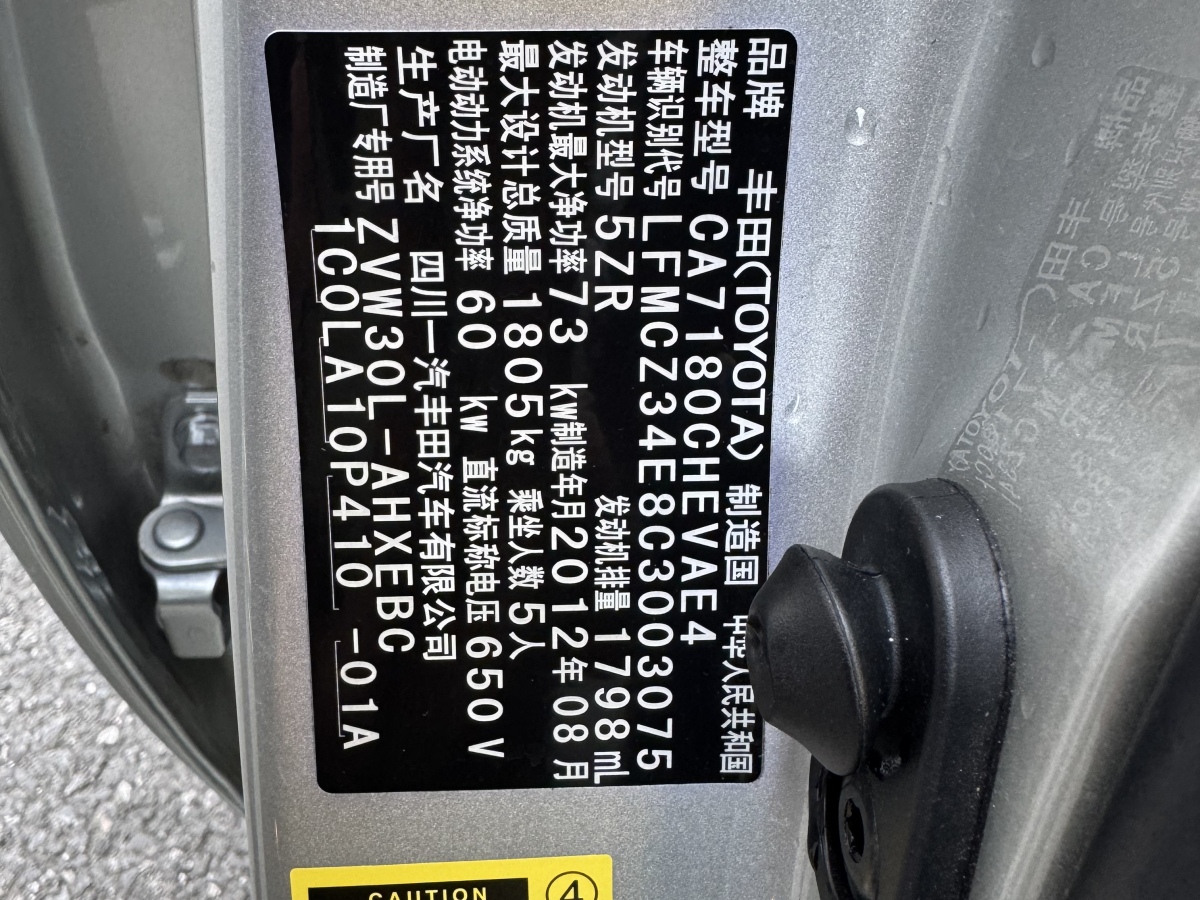 品牌 丰田(TOYOTA) 制造国 中华人民共和国
整车型号 CA7180CHEVAE4
车辆识别代号 LFMCZ34E8C3003075
发动机型号 5ZR 发动机排量 1798mL
发动机最大净功率 73 kW 制造年月 2012年08月
最大设计总质量 1805kg 乘坐人数 5人
电动动力系统净功率 60 kW 直流标称电压 650V
生产厂名 四川一汽丰田汽车有限公司
制造厂专用号 ZVW30L-AHXEBC
1C0LA10P410 -01A
CAUTION
④